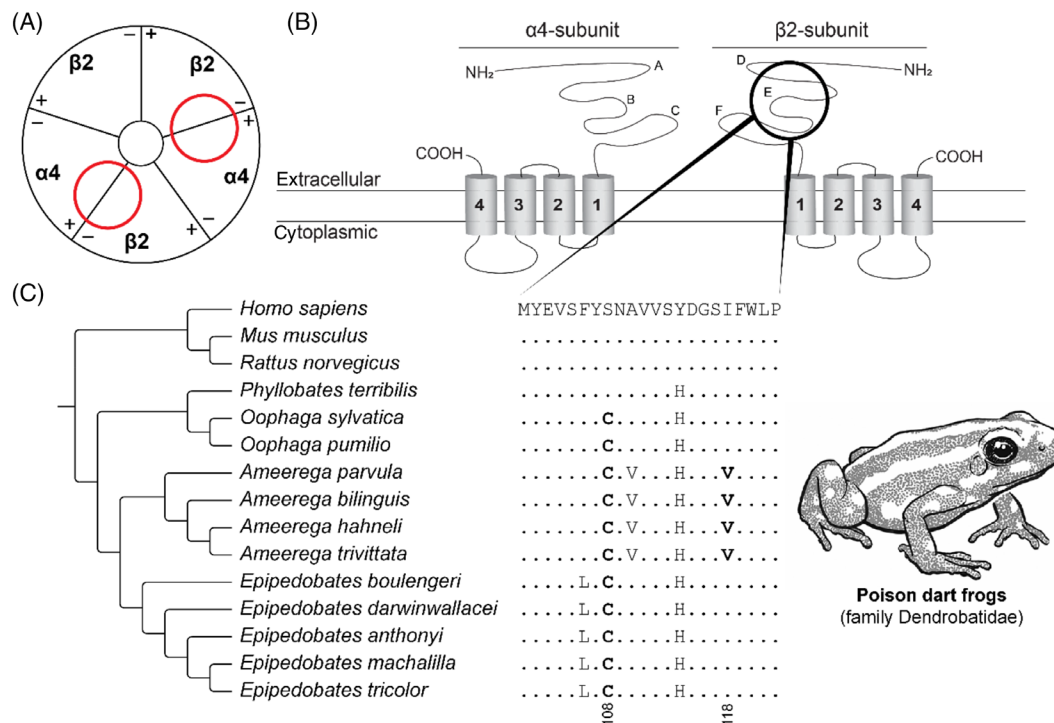 (A)
β2
β2
α4
α4
β2
− +
+ −
− +
+ −
+ −
(B)
α4-subunit
β2-subunit
NH₂
A
B
C
D
E
F
NH₂
COOH
COOH
Extracellular
Cytoplasmic
4 3 2 1
1 2 3 4
(C)
Homo sapiens MYEVSFYSNAVVSYDGSIFWLP
Mus musculus ......................
Rattus norvegicus ......................
Phyllobates terribilis .............H........
Oophaga sylvatica .......C.....H........
Oophaga pumilio .......C.....H........
Ameerega parvula .......C.V...H...V....
Ameerega bilinguis .......C.V...H...V....
Ameerega hahneli .......C.V...H...V....
Ameerega trivittata .......C.V...H...V....
Epipedobates boulengeri .....L.C.....H........
Epipedobates darwinwallacei .....L.C.....H........
Epipedobates anthonyi .....L.C.....H........
Epipedobates machalilla .....L.C.....H........
Epipedobates tricolor .....L.C.....H........
108 118
Poison dart frogs
(family Dendrobatidae)